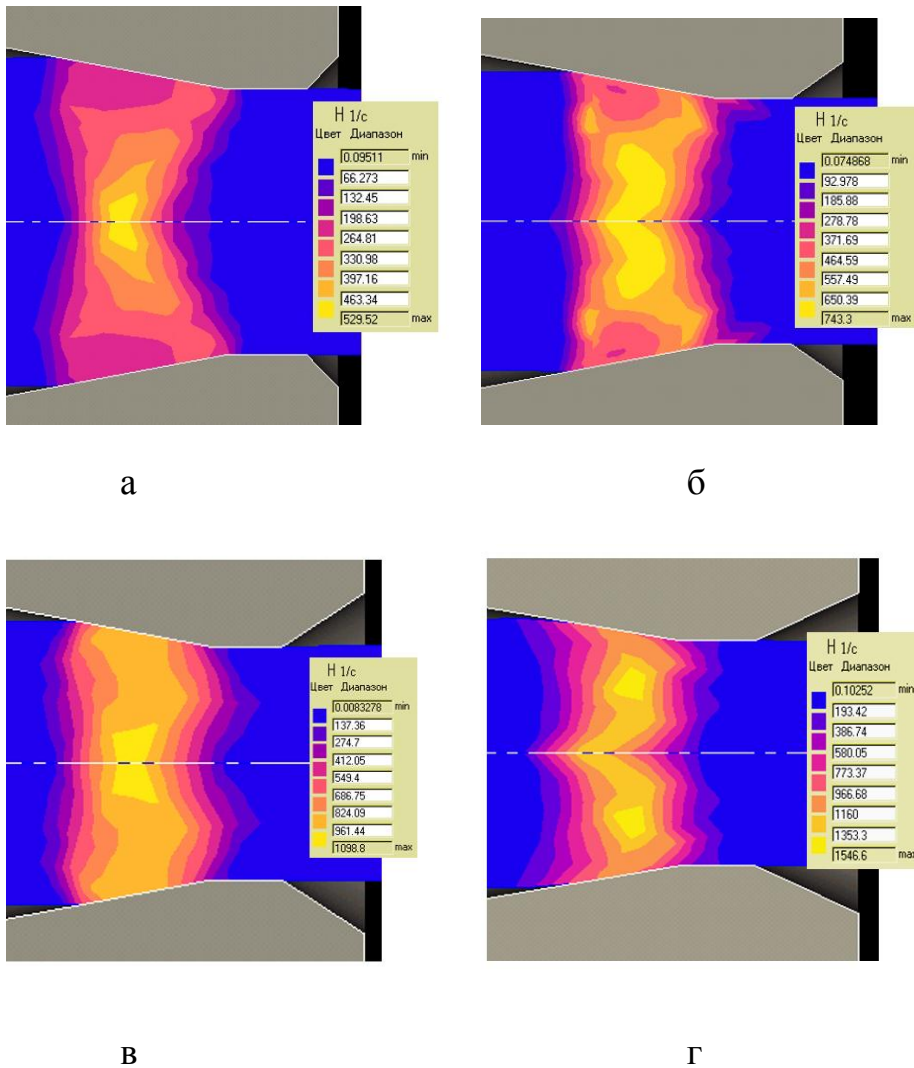 H 1/с
Цвет Диапазон
0.09511 min
66.273
132.45
198.63
264.81
330.98
397.16
463.34
529.52 max
H 1/с
Цвет Диапазон
0.074868 min
92.978
185.88
278.78
371.69
464.59
557.49
650.39
743.3 max
а
б
H 1/с
Цвет Диапазон
0.0083278 min
137.36
274.7
412.05
549.4
686.75
824.09
961.44
1098.8 max
H 1/с
Цвет Диапазон
0.10252 min
193.42
386.74
580.05
773.37
966.68
1160
1353.3
1546.6 max
в
г